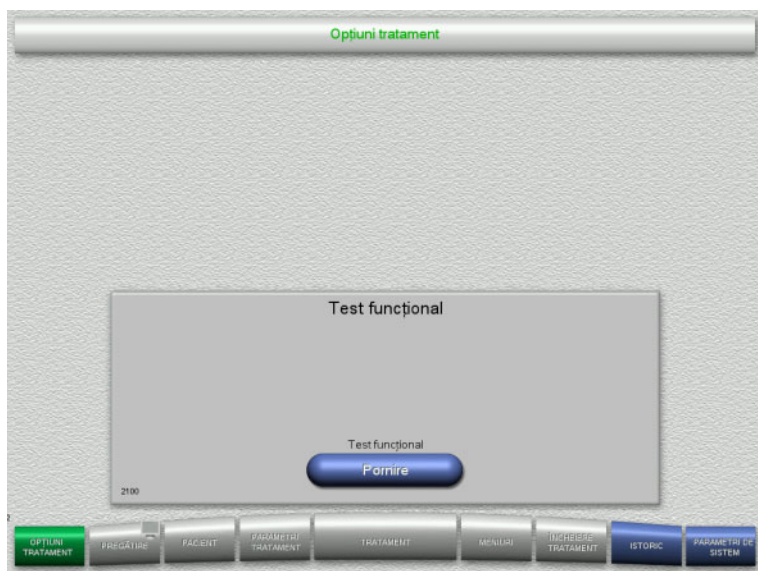 Opțiuni tratament
Test funcțional
Test funcțional
Pornire
2100
2
OPȚIUNI
TRATAMENT
PREGĂTIRE
PACIENT
PARAMETRI
TRATAMENT
TRATAMENT
MENIURI
ÎNCHEIERE
TRATAMENT
ISTORIC
PARAMETRI DE
SISTEM